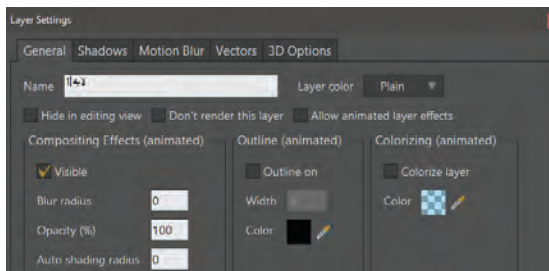 Layer Settings
General Shadows Motion Blur Vectors 3D Options
Name Layer color Plain
Hide in editing view Don't render this layer Allow animated layer effects
Compositing Effects (animated) Outline (animated) Colorizing (animated)
Visible Outline on Colorize layer
Blur radius 0 Width Color
Opacity (%) 100 Color
Auto shading radius 0